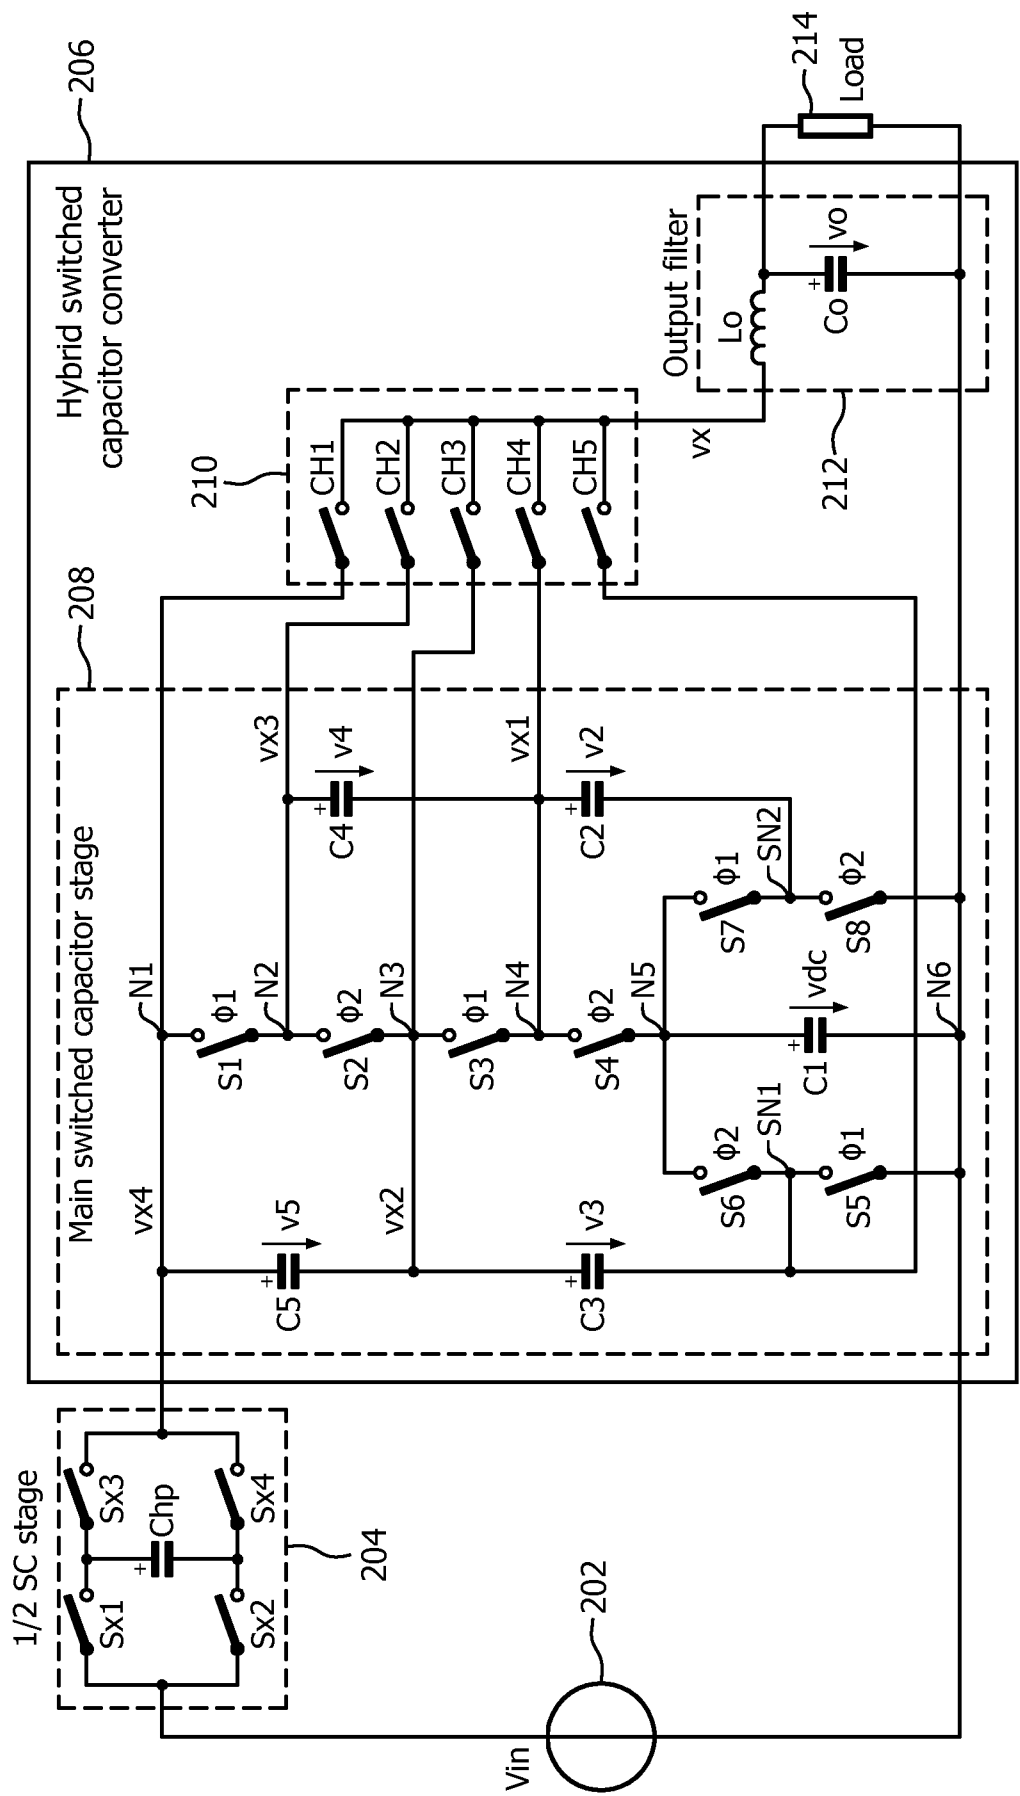 206
Hybrid switched
capacitor converter
208
Main switched capacitor stage
210
1/2 SC stage
Sx1
Sx3
Chp
+
Sx2
Sx4
204
Vin
202
vx4
N1
S1
ϕ1
N2
vx3
S2
ϕ2
N3
vx2
S3
ϕ1
N4
vx1
S4
ϕ2
N5
C5
+
v5
C3
+
v3
C4
+
v4
C2
+
v2
S6
ϕ2
SN1
S5
ϕ1
C1
+
vdc
S7
ϕ1
SN2
S8
ϕ2
N6
CH1
CH2
CH3
CH4
CH5
vx
Output filter
Lo
Co
+
vo
212
214
Load